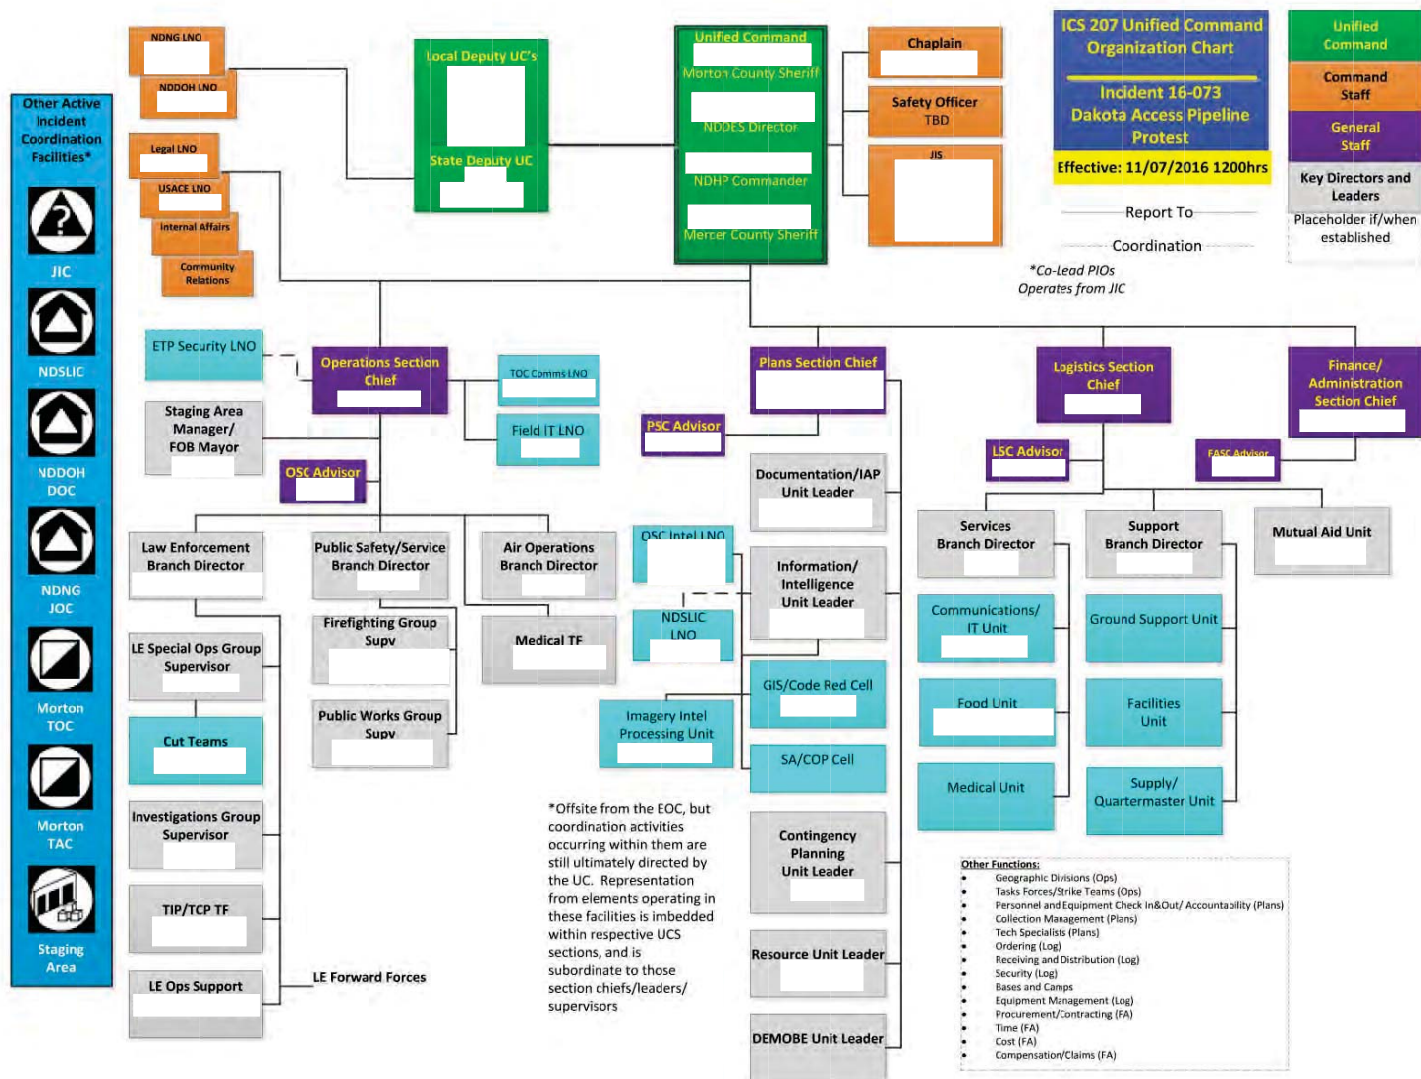 NDNG LNO
NDDOH LNO
Legal LNO
USACE LNO
Internal Affairs
Community
Relations
Local Deputy UC's
State Deputy UC
Unified Command
Morton County Sheriff
NDDES Director
NDHP Commander
Mercer County Sheriff
Chaplain
Safety Officer
TBD
JIS
ICS 207 Unified Command
Organization Chart
Incident 16-073
Dakota Access Pipeline
Protest
Effective: 11/07/2016 1200hrs
Report To
Coordination
*Co-Lead PIOs
Operates from JIC
Unified
Command
Command
Staff
General
Staff
Key Directors and
Leaders
Placeholder if/when
established
Other Active
Incident
Coordination
Facilities*
JIC
NDSLIC
NDDOH
DOC
NDNG
JOC
Morton
TOC
Morton
TAC
Staging
Area
ETP Security LNO
Operations Section
Chief
TOC Comms LNO
Field IT LNO
Staging Area
Manager/
FOB Mayor
OSC Advisor
Plans Section Chief
PSC Advisor
Logistics Section
Chief
LSC Advisor
Finance/
Administration
Section Chief
FASC Advisor
Law Enforcement
Branch Director
Public Safety/Service
Branch Director
Air Operations
Branch Director
LE Special Ops Group
Supervisor
Cut Teams
Investigations Group
Supervisor
TIP/TCP TF
LE Ops Support
LE Forward Forces
Firefighting Group
Supv
Public Works Group
Supv
Medical TF
Documentation/IAP
Unit Leader
OSC Intel LNO
Information/
Intelligence
Unit Leader
NDSLIC
LNO
GIS/Code Red Cell
Imagery Intel
Processing Unit
SA/COP Cell
Contingency
Planning
Unit Leader
Resource Unit Leader
DEMOBE Unit Leader
Services
Branch Director
Support
Branch Director
Mutual Aid Unit
Communications/
IT Unit
Ground Support Unit
Food Unit
Facilities
Unit
Medical Unit
Supply/
Quartermaster Unit
*Offsite from the EOC, but
coordination activities
occurring within them are
still ultimately directed by
the UC. Representation
from elements operating in
these facilities is imbedded
within respective UCS
sections, and is
subordinate to those
section chiefs/leaders/
supervisors
Other Functions:
• Geographic Divisions (Ops)
• Tasks Forces/Strike Teams (Ops)
• Personnel and Equipment Check In&Out/ Accountability (Plans)
• Collection Management (Plans)
• Tech Specialists (Plans)
• Ordering (Log)
• Receiving and Distribution (Log)
• Security (Log)
• Bases and Camps
• Equipment Management (Log)
• Procurement/Contracting (FA)
• Time (FA)
• Cost (FA)
• Compensation/Claims (FA)